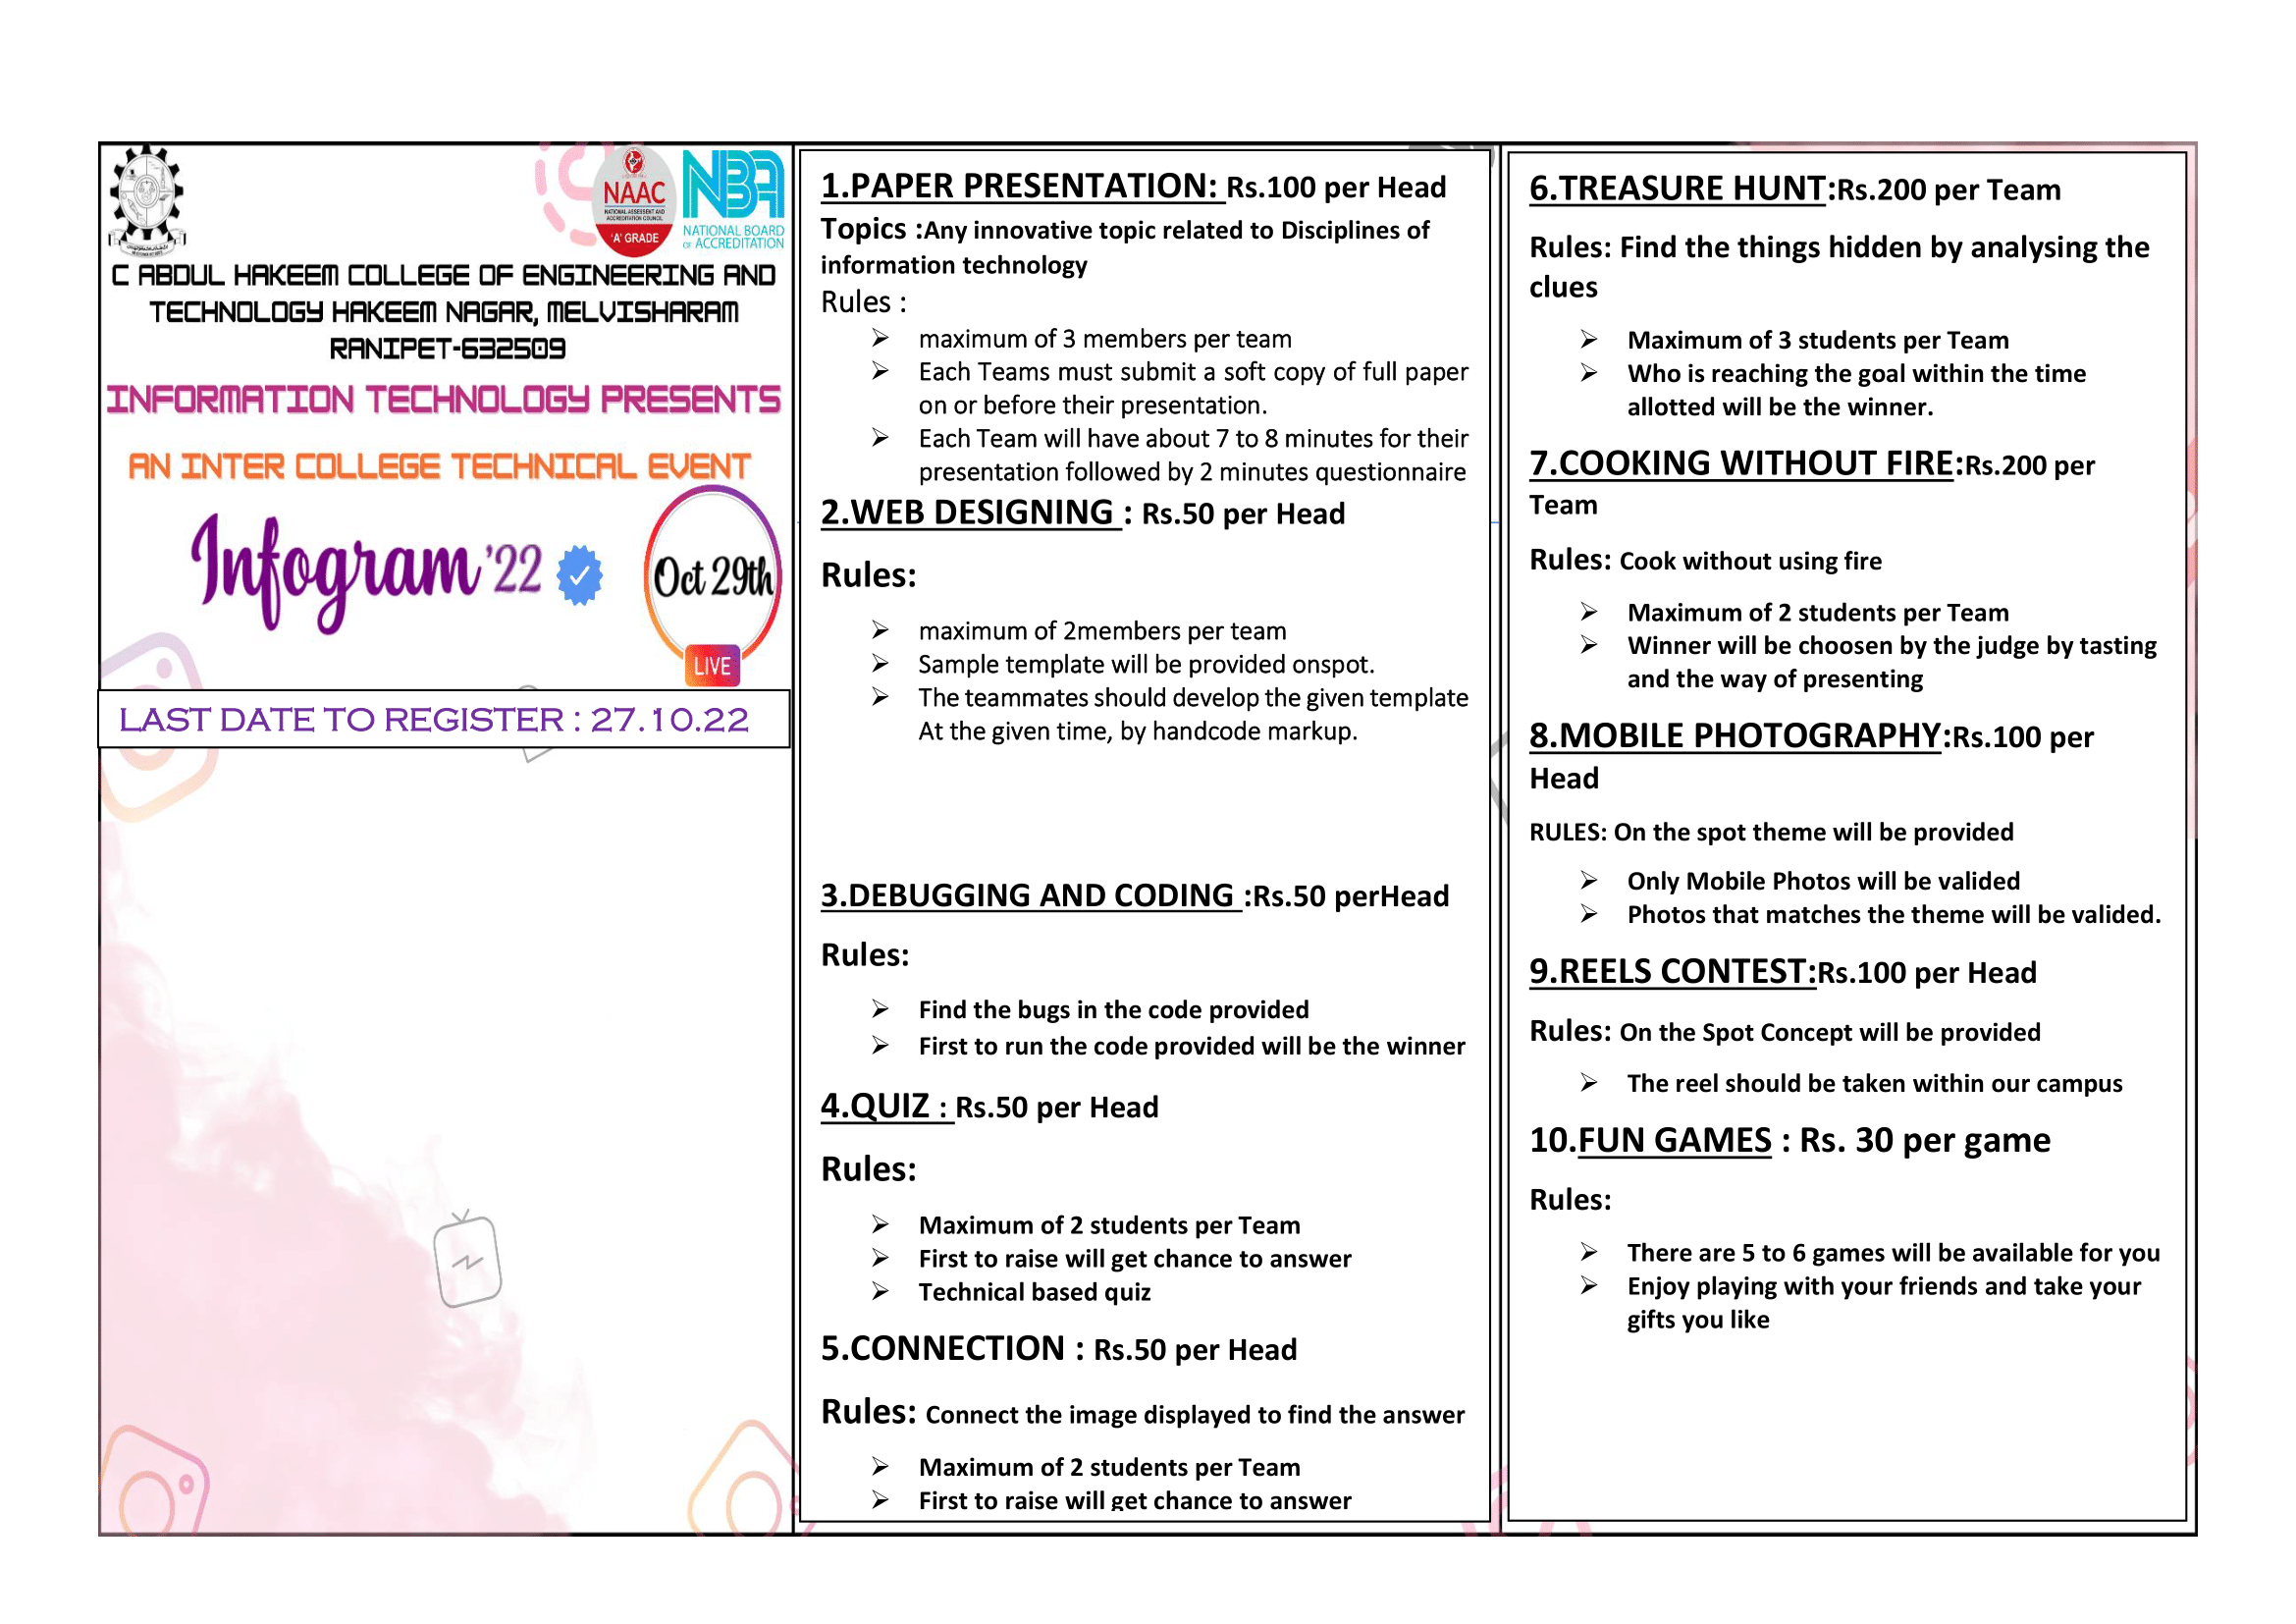 NAAC
NATIONAL ASSESSMENT AND
ACCREDITATION COUNCIL
'A' GRADE
NBA
NATIONAL BOARD
OF ACCREDITATION
C ABDUL HAKEEM COLLEGE OF ENGINEERING AND
TECHNOLOGY HAKEEM NAGAR, MELVISHARAM
RANIPET-632509
INFORMATION TECHNOLOGY PRESENTS
AN INTER COLLEGE TECHNICAL EVENT
Infogram '22
Oct 29th
LIVE
LAST DATE TO REGISTER : 27.10.22
1.PAPER PRESENTATION: Rs.100 per Head
Topics :Any innovative topic related to Disciplines of
information technology
Rules :
➢ maximum of 3 members per team
➢ Each Teams must submit a soft copy of full paper
on or before their presentation.
➢ Each Team will have about 7 to 8 minutes for their
presentation followed by 2 minutes questionnaire
2.WEB DESIGNING : Rs.50 per Head
Rules:
➢ maximum of 2members per team
➢ Sample template will be provided onspot.
➢ The teammates should develop the given template
At the given time, by handcode markup.
3.DEBUGGING AND CODING :Rs.50 perHead
Rules:
➢ Find the bugs in the code provided
➢ First to run the code provided will be the winner
4.QUIZ : Rs.50 per Head
Rules:
➢ Maximum of 2 students per Team
➢ First to raise will get chance to answer
➢ Technical based quiz
5.CONNECTION : Rs.50 per Head
Rules: Connect the image displayed to find the answer
➢ Maximum of 2 students per Team
➢ First to raise will get chance to answer
6.TREASURE HUNT:Rs.200 per Team
Rules: Find the things hidden by analysing the
clues
➢ Maximum of 3 students per Team
➢ Who is reaching the goal within the time
allotted will be the winner.
7.COOKING WITHOUT FIRE:Rs.200 per
Team
Rules: Cook without using fire
➢ Maximum of 2 students per Team
➢ Winner will be choosen by the judge by tasting
and the way of presenting
8.MOBILE PHOTOGRAPHY:Rs.100 per
Head
RULES: On the spot theme will be provided
➢ Only Mobile Photos will be valided
➢ Photos that matches the theme will be valided.
9.REELS CONTEST:Rs.100 per Head
Rules: On the Spot Concept will be provided
➢ The reel should be taken within our campus
10.FUN GAMES : Rs. 30 per game
Rules:
➢ There are 5 to 6 games will be available for you
➢ Enjoy playing with your friends and take your
gifts you like